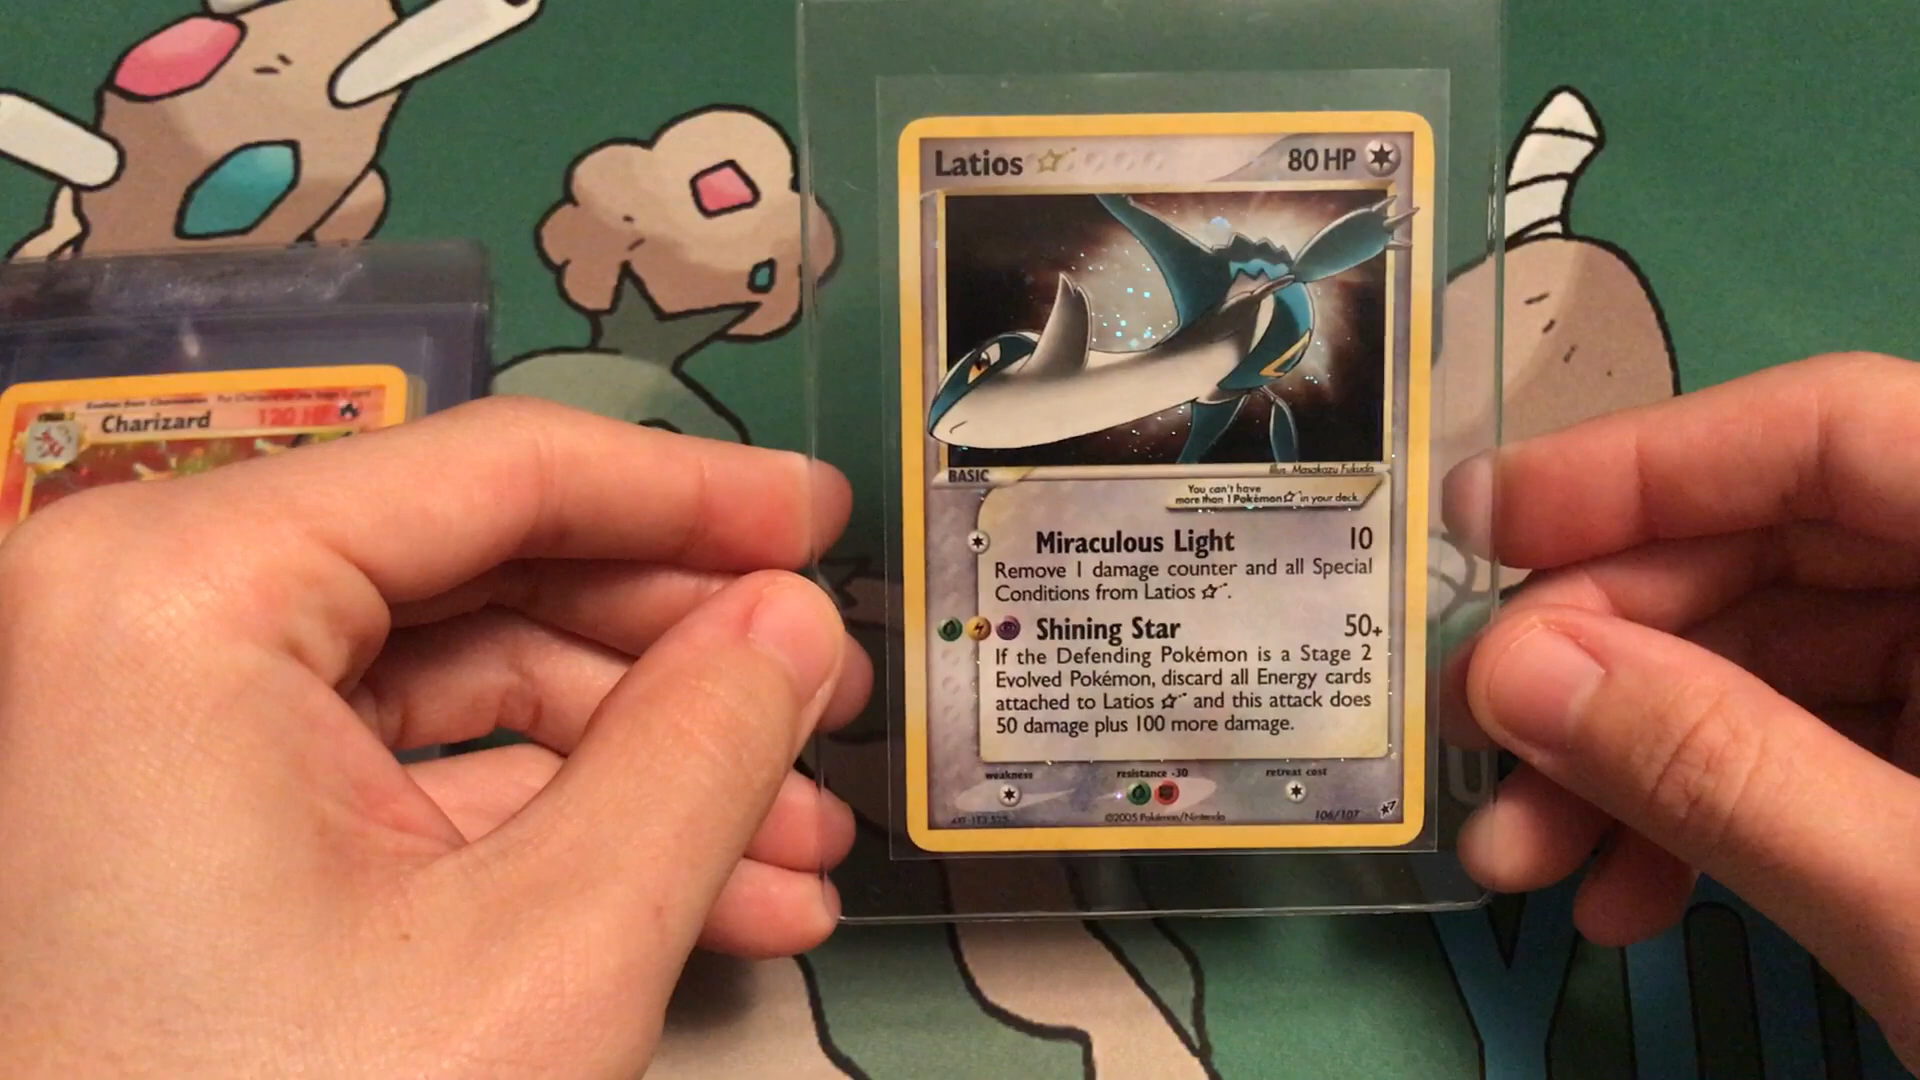 Latios 80 HP
BASIC
Illus. Masakazu Fukuda
You can't have
more than 1 Pokémon ☆ in your deck.
Miraculous Light 10
Remove 1 damage counter and all Special
Conditions from Latios ☆.
Shining Star 50+
If the Defending Pokémon is a Stage 2
Evolved Pokémon, discard all Energy cards
attached to Latios ☆ and this attack does
50 damage plus 100 more damage.
weakness resistance -30 retreat cost
©2005 Pokémon/Nintendo 106/107
Charizard 120 HP